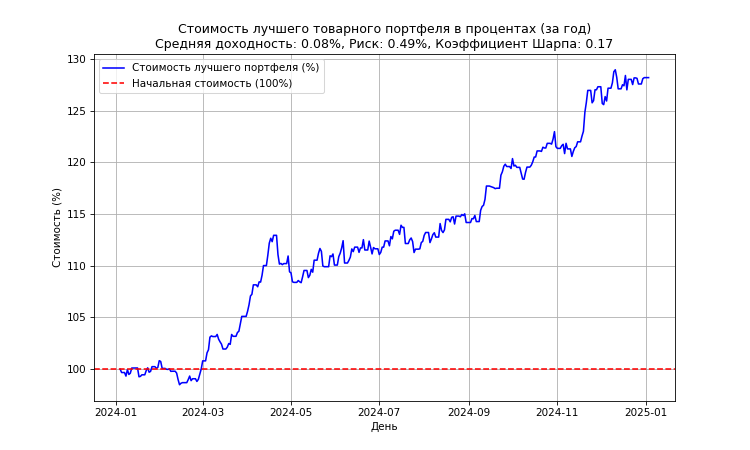 Стоимость лучшего товарного портфеля в процентах (за год)
Средняя доходность: 0.08%, Риск: 0.49%, Коэффициент Шарпа: 0.17
Стоимость лучшего портфеля (%)
Начальная стоимость (100%)
Стоимость (%)
130
125
120
115
110
105
100
2024-01
2024-03
2024-05
2024-07
2024-09
2024-11
2025-01
День